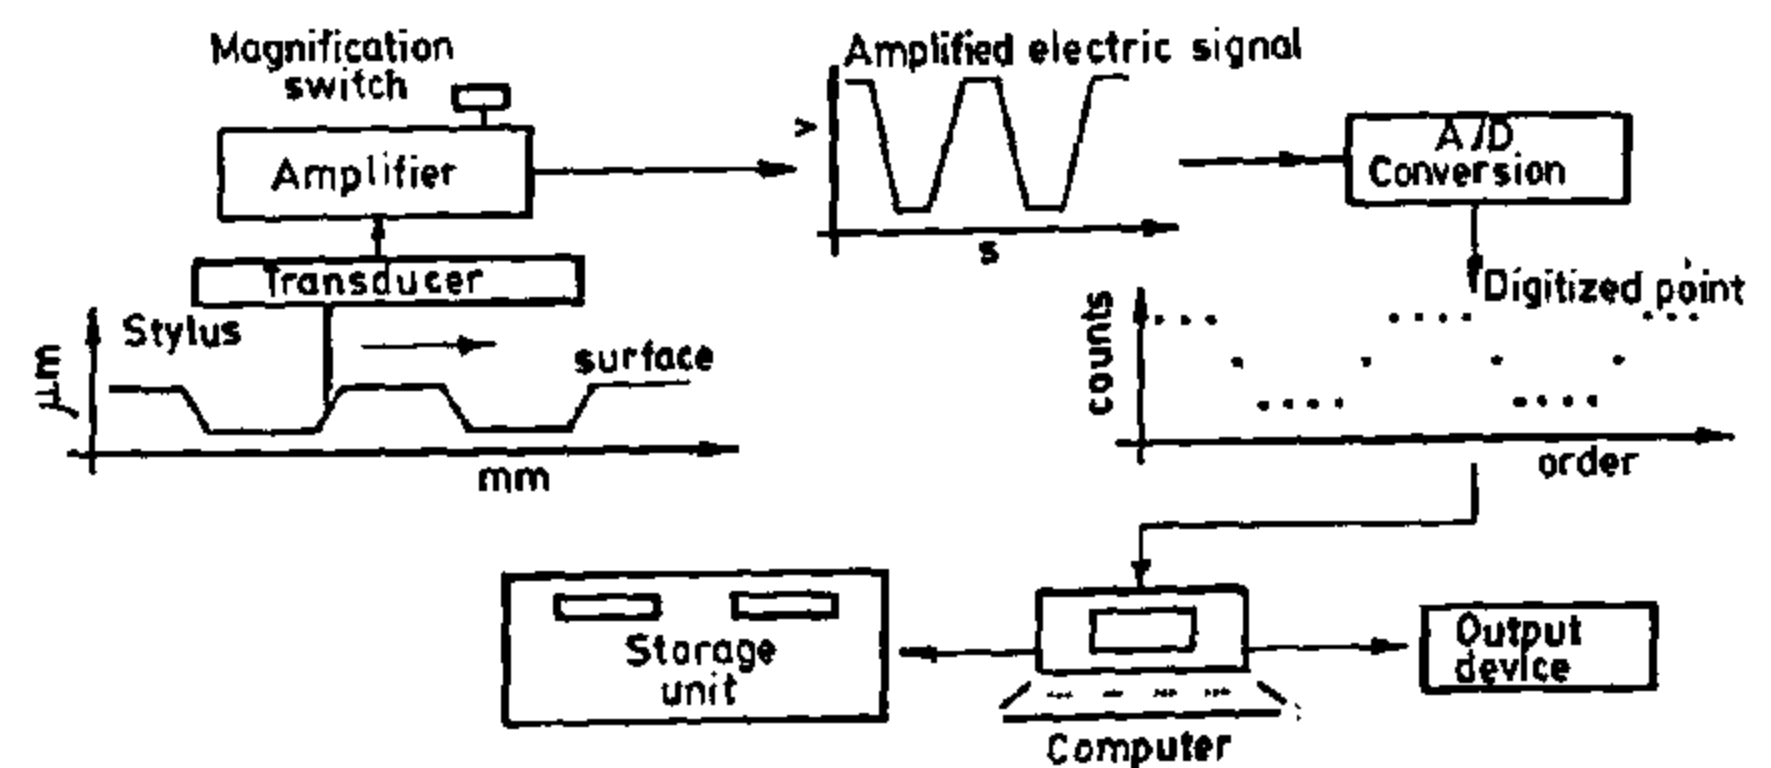 Magnification
switch
Amplifier
Transducer
Stylus
surface
μm
mm
Amplified electric signal
v
s
A/D
Conversion
Digitized point
counts
order
Storage
unit
Computer
Output
device